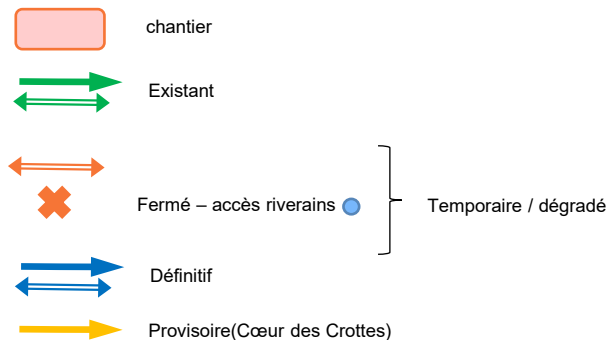 chantier
Existant
Fermé – accès riverains
Temporaire / dégradé
Définitif
Provisoire(Cœur des Crottes)